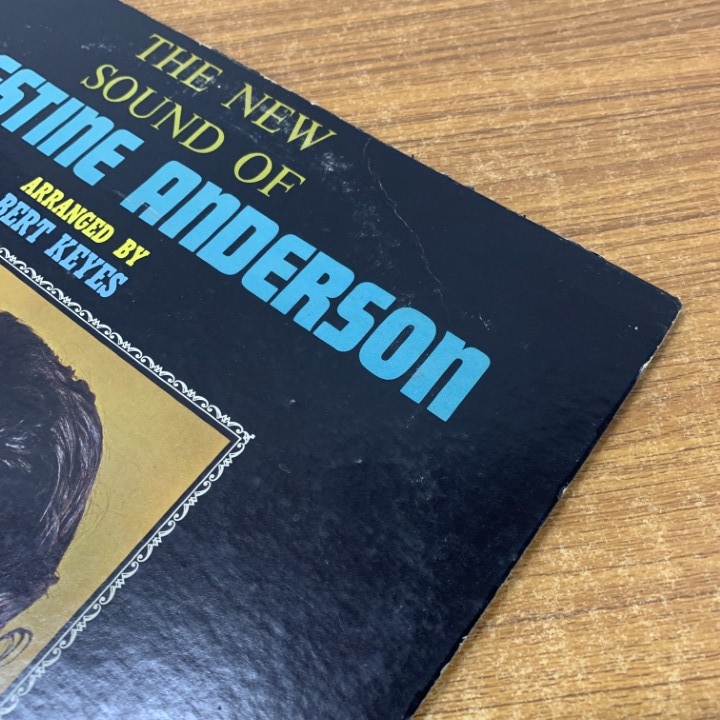 THE NEW
SOUND OF
ESTINE ANDERSON
ARRANGED BY
BERT KEYES